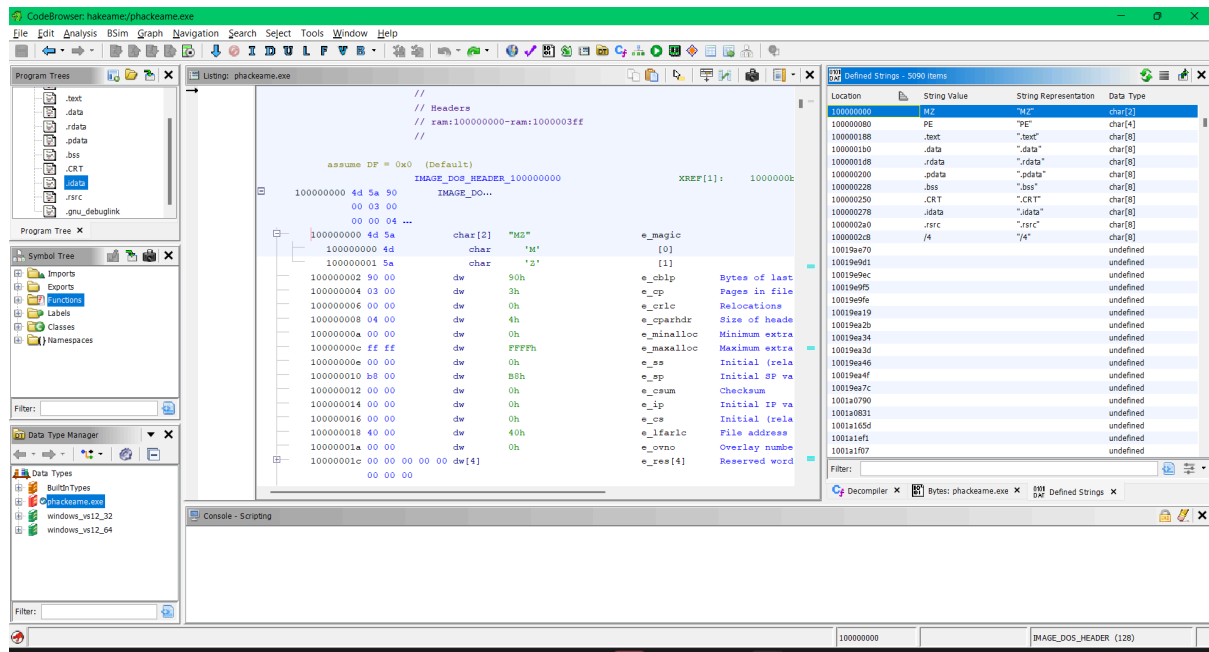 CodeBrowser: hakeame:/phackeame.exe
File Edit Analysis BSim Graph Navigation Search Select Tools Window Help
I D U L F V B
Program Trees
.text
.data
.rdata
.pdata
.bss
.CRT
.idata
.rsrc
.gnu_debuglink
Program Tree
Symbol Tree
Imports
Exports
Functions
Labels
Classes
Namespaces
Filter:
Data Type Manager
Data Types
BuiltInTypes
phackeame.exe
windows_vs12_32
windows_vs12_64
Filter:
Listing: phackeame.exe
//
// Headers
// ram:100000000-ram:1000003ff
//
assume DF = 0x0 (Default)
IMAGE_DOS_HEADER_100000000 XREF[1]: 1000000b
100000000 4d 5a 90 IMAGE_DO...
00 03 00
00 00 04 ...
100000000 4d 5a char[2] "MZ" e_magic
100000000 4d char 'M' [0]
100000001 5a char 'Z' [1]
100000002 90 00 dw 90h e_cblp Bytes of last
100000004 03 00 dw 3h e_cp Pages in file
100000006 00 00 dw 0h e_crlc Relocations
100000008 04 00 dw 4h e_cparhdr Size of heade
10000000a 00 00 dw 0h e_minalloc Minimum extra
10000000c ff ff dw FFFFh e_maxalloc Maximum extra
10000000e 00 00 dw 0h e_ss Initial (rela
100000010 b8 00 dw B8h e_sp Initial SP va
100000012 00 00 dw 0h e_csum Checksum
100000014 00 00 dw 0h e_ip Initial IP va
100000016 00 00 dw 0h e_cs Initial (rela
100000018 40 00 dw 40h e_lfarlc File address
10000001a 00 00 dw 0h e_ovno Overlay numbe
10000001c 00 00 00 00 00 dw[4] e_res[4] Reserved word
00 00 00
Defined Strings - 5090 items
Location String Value String Representation Data Type
100000000 MZ "MZ" char[2]
100000080 PE "PE" char[4]
100000188 .text ".text" char[8]
1000001b0 .data ".data" char[8]
1000001d8 .rdata ".rdata" char[8]
100000200 .pdata ".pdata" char[8]
100000228 .bss ".bss" char[8]
100000250 .CRT ".CRT" char[8]
100000278 .idata ".idata" char[8]
1000002a0 .rsrc ".rsrc" char[8]
1000002c8 /4 "/4" char[8]
10019ae70 undefined
10019e9d1 undefined
10019e9ec undefined
10019e9f5 undefined
10019e9fe undefined
10019ea19 undefined
10019ea2b undefined
10019ea34 undefined
10019ea3d undefined
10019ea46 undefined
10019ea4f undefined
10019ea7c undefined
1001a0790 undefined
1001a0831 undefined
1001a165d undefined
1001a1ef1 undefined
1001a1f07 undefined
Filter:
Decompiler Bytes: phackeame.exe Defined Strings
Console - Scripting
100000000 IMAGE_DOS_HEADER (128)